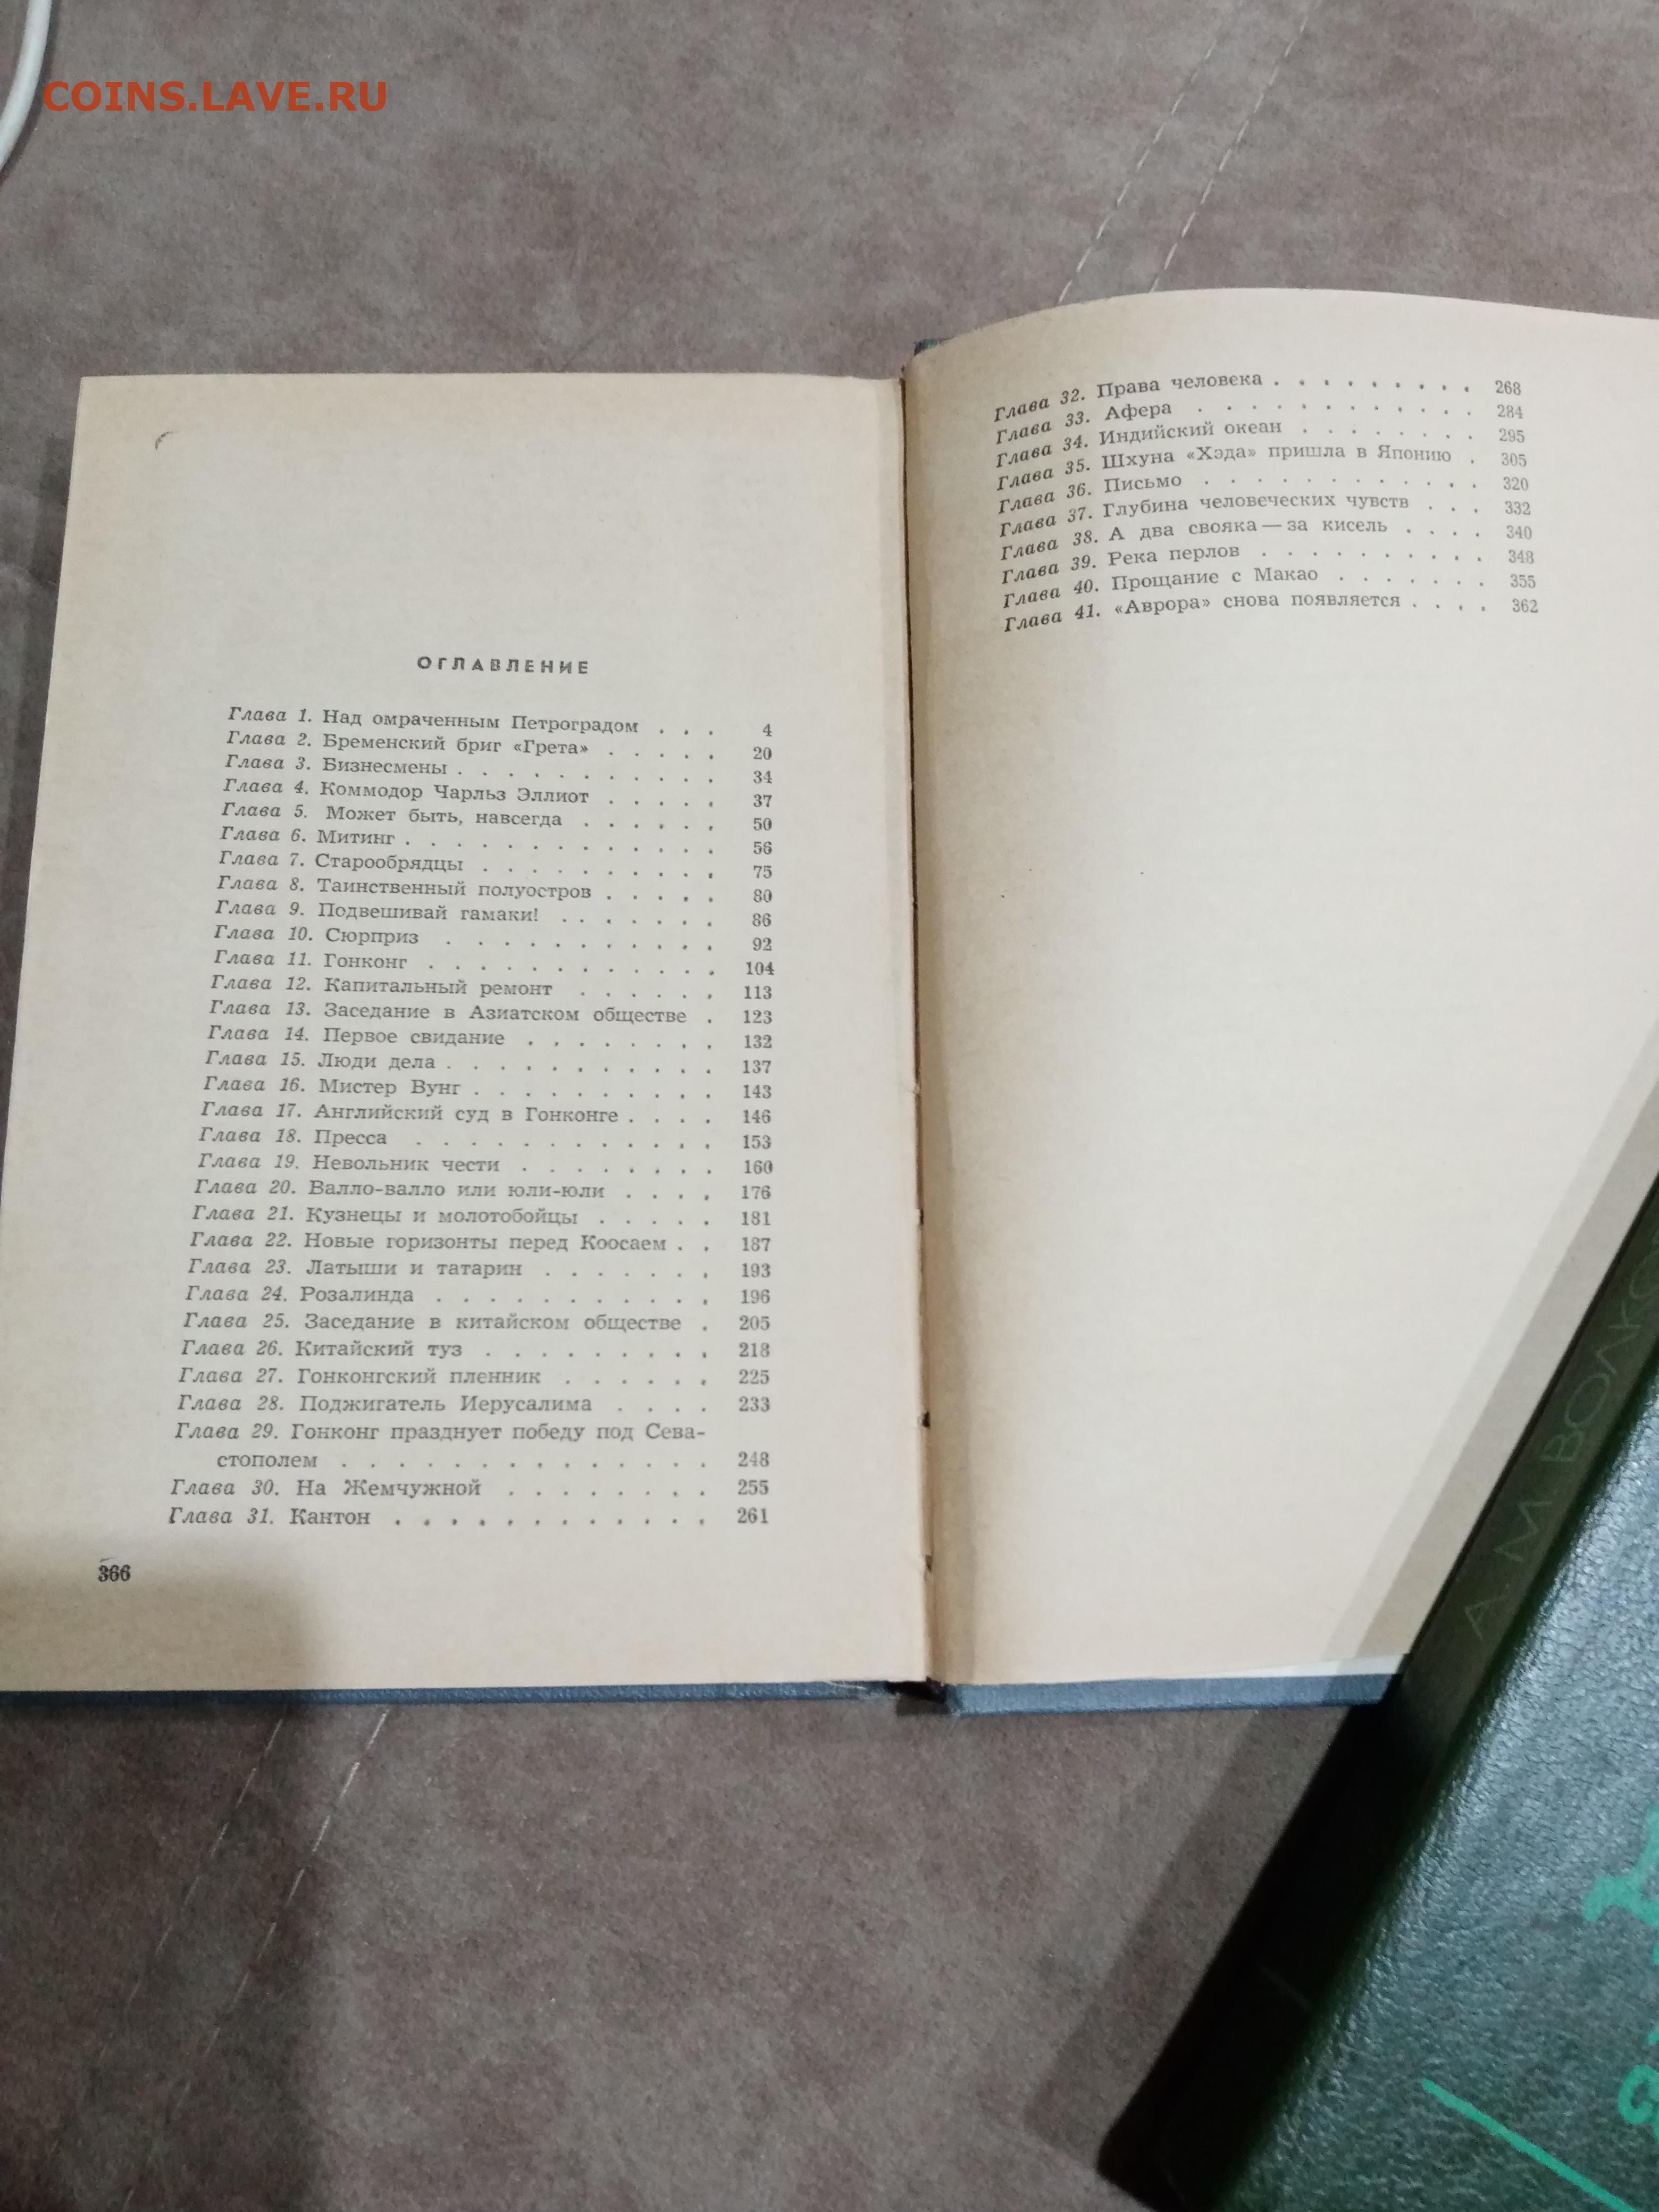 COINS.LAVE.RU
ОГЛАВЛЕНИЕ
Глава 1. Над омраченным Петроградом . . . 4
Глава 2. Бременский бриг «Грета» . . . . . 20
Глава 3. Бизнесмены . . . . . . . . . . 34
Глава 4. Коммодор Чарльз Эллиот . . . . . 37
Глава 5. Может быть, навсегда . . . . . . 50
Глава 6. Митинг . . . . . . . . . . . . 56
Глава 7. Старообрядцы . . . . . . . . . 75
Глава 8. Таинственный полуостров . . . . . 80
Глава 9. Подвешивай гамаки! . . . . . . . 86
Глава 10. Сюрприз . . . . . . . . . . 92
Глава 11. Гонконг . . . . . . . . . . . 104
Глава 12. Капитальный ремонт . . . . . . 113
Глава 13. Заседание в Азиатском обществе . 123
Глава 14. Первое свидание . . . . . . . . 132
Глава 15. Люди дела . . . . . . . . . . . 137
Глава 16. Мистер Вунг . . . . . . . . . . 143
Глава 17. Английский суд в Гонконге . . . . 146
Глава 18. Пресса . . . . . . . . . . . 153
Глава 19. Невольник чести . . . . . . . . 160
Глава 20. Валло-валло или юли-юли . . . . 176
Глава 21. Кузнецы и молотобойцы . . . . . 181
Глава 22. Новые горизонты перед Коосаем . . 187
Глава 23. Латыши и татарин . . . . . . . 193
Глава 24. Розалинда . . . . . . . . . . . 196
Глава 25. Заседание в китайском обществе . 205
Глава 26. Китайский туз . . . . . . . . . 218
Глава 27. Гонконгский пленник . . . . . . 225
Глава 28. Поджигатель Иерусалима . . . . 233
Глава 29. Гонконг празднует победу под Сева-
стополем . . . . . . . . . . . . . . 248
Глава 30. На Жемчужной . . . . . . . . 255
Глава 31. Кантон . . . . . . . . . . . . 261
366
Глава 32. Права человека . . . . . . . . . 268
Глава 33. Афера . . . . . . . . . . . . 284
Глава 34. Индийский океан . . . . . . . . 295
Глава 35. Шхуна «Хэда» пришла в Японию . 305
Глава 36. Письмо . . . . . . . . . . . . 320
Глава 37. Глубина человеческих чувств . . . 332
Глава 38. А два свояка — за кисель . . . . 340
Глава 39. Река перлов . . . . . . . . . . 348
Глава 40. Прощание с Макао . . . . . . . 355
Глава 41. «Аврора» снова появляется . . . . 362
А. М. ВОЛКО